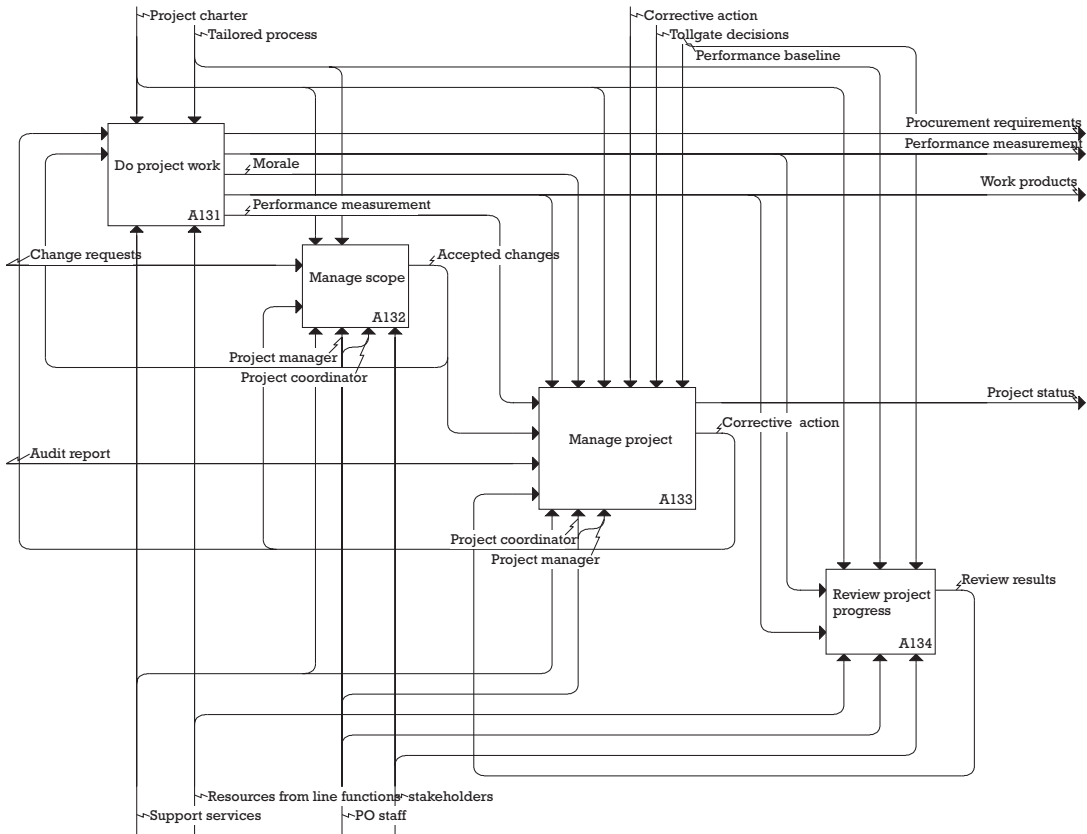 Project charter
Corrective action
Tailored process
Tollgate decisions
Performance baseline
Procurement requirements
Performance measurement
Do project work
Morale
Work products
A131
Performance measurement
Change requests
Accepted changes
Manage scope
A132
Project manager
Project coordinator
Project status
Corrective action
Manage project
Audit report
A133
Project coordinator
Project manager
Review results
Review project
progress
A134
Resources from line functions
stakeholders
Support services
PO staff